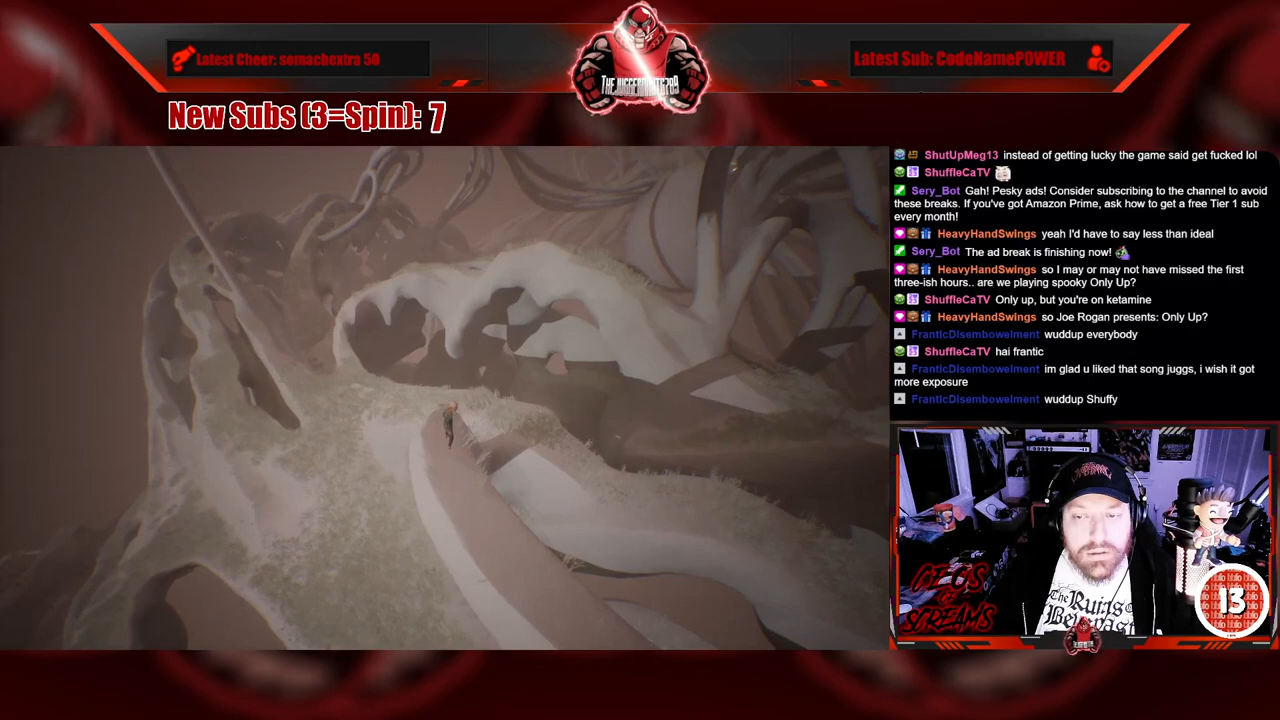 Latest Cheer: somachextra 50
THEJUGGERNAUT6789
Latest Sub: CodeNamePOWER
New Subs (3=Spin): 7
ShutUpMeg13 instead of getting lucky the game said get fucked lol
ShuffleCaTV
Sery_Bot Gah! Pesky ads! Consider subscribing to the channel to avoid
these breaks. If you've got Amazon Prime, ask how to get a free Tier 1 sub
every month!
HeavyHandSwings yeah I'd have to say less than ideal
Sery_Bot The ad break is finishing now!
HeavyHandSwings so I may or may not have missed the first
three-ish hours.. are we playing spooky Only Up?
ShuffleCaTV Only up, but you're on ketamine
HeavyHandSwings so Joe Rogan presents: Only Up?
FranticDisembowelment wuddup everybody
ShuffleCaTV hai frantic
FranticDisembowelment im glad u liked that song juggs, i wish it got
more exposure
FranticDisembowelment wuddup Shuffy
SCREAMS
The Ruins
Of
13